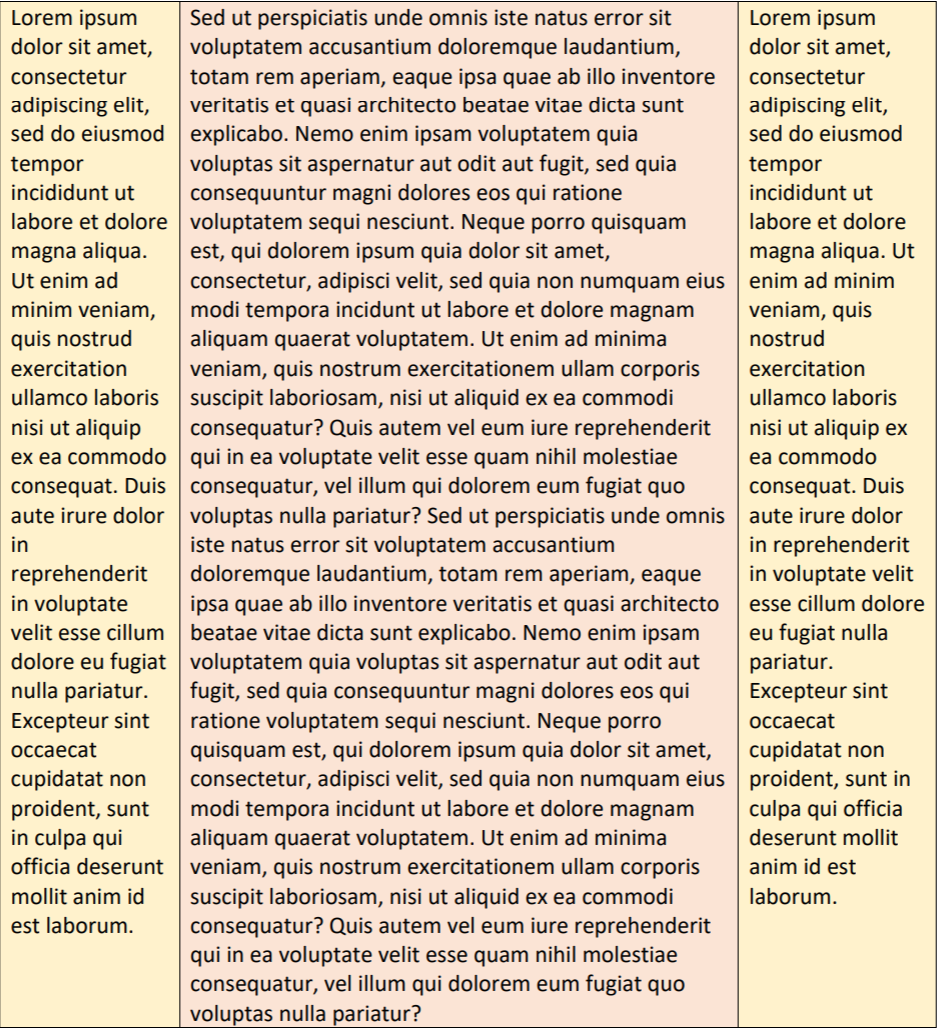 Lorem ipsum
dolor sit amet,
consectetur
adipiscing elit,
sed do eiusmod
tempor
incididunt ut
labore et dolore
magna aliqua.
Ut enim ad
minim veniam,
quis nostrud
exercitation
ullamco laboris
nisi ut aliquip
ex ea commodo
consequat. Duis
aute irure dolor
in
reprehenderit
in voluptate
velit esse cillum
dolore eu fugiat
nulla pariatur.
Excepteur sint
occaecat
cupidatat non
proident, sunt
in culpa qui
officia deserunt
mollit anim id
est laborum.
Sed ut perspiciatis unde omnis iste natus error sit
voluptatem accusantium doloremque laudantium,
totam rem aperiam, eaque ipsa quae ab illo inventore
veritatis et quasi architecto beatae vitae dicta sunt
explicabo. Nemo enim ipsam voluptatem quia
voluptas sit aspernatur aut odit aut fugit, sed quia
consequuntur magni dolores eos qui ratione
voluptatem sequi nesciunt. Neque porro quisquam
est, qui dolorem ipsum quia dolor sit amet,
consectetur, adipisci velit, sed quia non numquam eius
modi tempora incidunt ut labore et dolore magnam
aliquam quaerat voluptatem. Ut enim ad minima
veniam, quis nostrum exercitationem ullam corporis
suscipit laboriosam, nisi ut aliquid ex ea commodi
consequatur? Quis autem vel eum iure reprehenderit
qui in ea voluptate velit esse quam nihil molestiae
consequatur, vel illum qui dolorem eum fugiat quo
voluptas nulla pariatur? Sed ut perspiciatis unde omnis
iste natus error sit voluptatem accusantium
doloremque laudantium, totam rem aperiam, eaque
ipsa quae ab illo inventore veritatis et quasi architecto
beatae vitae dicta sunt explicabo. Nemo enim ipsam
voluptatem quia voluptas sit aspernatur aut odit aut
fugit, sed quia consequuntur magni dolores eos qui
ratione voluptatem sequi nesciunt. Neque porro
quisquam est, qui dolorem ipsum quia dolor sit amet,
consectetur, adipisci velit, sed quia non numquam eius
modi tempora incidunt ut labore et dolore magnam
aliquam quaerat voluptatem. Ut enim ad minima
veniam, quis nostrum exercitationem ullam corporis
suscipit laboriosam, nisi ut aliquid ex ea commodi
consequatur? Quis autem vel eum iure reprehenderit
qui in ea voluptate velit esse quam nihil molestiae
consequatur, vel illum qui dolorem eum fugiat quo
voluptas nulla pariatur?
Lorem ipsum
dolor sit amet,
consectetur
adipiscing elit,
sed do eiusmod
tempor
incididunt ut
labore et dolore
magna aliqua. Ut
enim ad minim
veniam, quis
nostrud
exercitation
ullamco laboris
nisi ut aliquip ex
ea commodo
consequat. Duis
aute irure dolor
in reprehenderit
in voluptate velit
esse cillum dolore
eu fugiat nulla
pariatur.
Excepteur sint
occaecat
cupidatat non
proident, sunt in
culpa qui officia
deserunt mollit
anim id est
laborum.